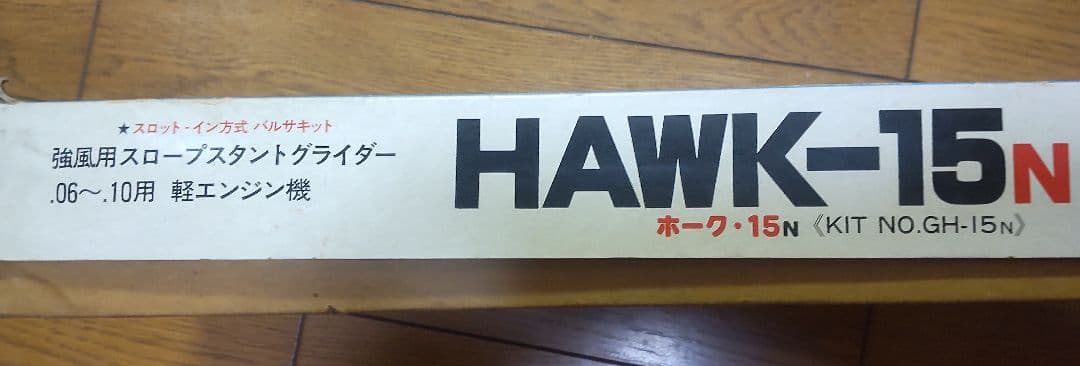 ★スロット-イン方式 バルサキット
強風用スロープスタントグライダー
.06〜.10用 軽エンジン機
HAWK-15N
ホーク・15N 《KIT NO.GH-15N》